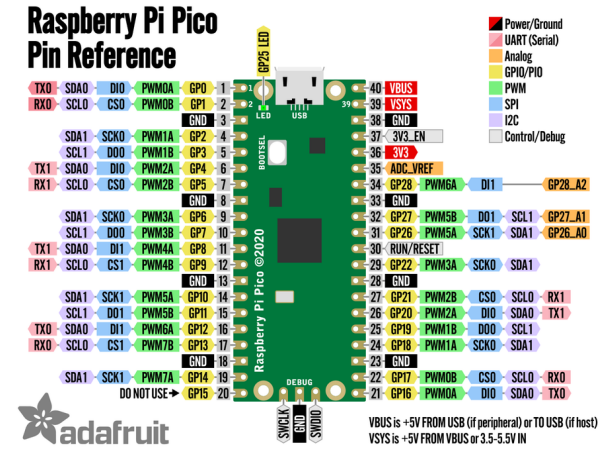 Raspberry Pi Pico
Pin Reference
GP25 LED
Power/Ground
UART (Serial)
Analog
GPIO/PIO
PWM
SPI
I2C
Control/Debug
TX0 SDA0 DI0 PWM0A GP0 1
RX0 SCL0 CS0 PWM0B GP1 2
GND 3
SDA1 SCK0 PWM1A GP2 4
SCL1 DO0 PWM1B GP3 5
TX1 SDA0 DI0 PWM2A GP4 6
RX1 SCL0 CS0 PWM2B GP5 7
GND 8
SDA1 SCK0 PWM3A GP6 9
SCL1 DO0 PWM3B GP7 10
TX1 SDA0 DI1 PWM4A GP8 11
RX1 SCL0 CS1 PWM4B GP9 12
GND 13
SDA1 SCK1 PWM5A GP10 14
SCL1 DO1 PWM5B GP11 15
TX0 SDA0 DI1 PWM6A GP12 16
RX0 SCL0 CS1 PWM7B GP13 17
GND 18
SDA1 SCK1 PWM7A GP14 19
DO NOT USE GP15 20
1
2
39
LED
USB
BOOTSEL
Raspberry Pi Pico ©2020
DEBUG
SWCLK
GND
SWDIO
40 VBUS
39 VSYS
38 GND
37 3V3_EN
36 3V3
35 ADC_VREF
34 GP28 PWM6A DI1 GP28_A2
33 GND
32 GP27 PWM5B DO1 SCL1 GP27_A1
31 GP26 PWM5A SCK1 SDA1 GP26_A0
30 RUN/RESET
29 GP22 PWM3A SCK0 SDA1
28 GND
27 GP21 PWM2B CS0 SCL0 RX1
26 GP20 PWM2A DI0 SDA0 TX1
25 GP19 PWM1B DO0 SCL1
24 GP18 PWM1A SCK0 SDA1
23 GND
22 GP17 PWM0B CS0 SCL0 RX0
21 GP16 PWM0A DI0 SDA0 TX0
adafruit
VBUS is +5V FROM USB (if peripheral) or TO USB (if host)
VSYS is +5V FROM VBUS or 3.5-5.5V IN